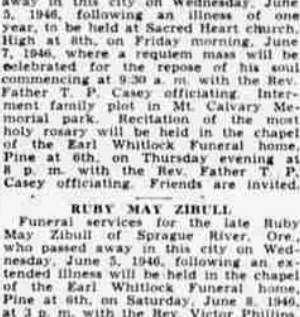 away in this city on Wednesday, June
5, 1946, following an illness of one
year, to be held at Sacred Heart church,
High at 8th, on Friday morning, June
, 1946, where a requiem mass will be
celebrated for the repose of his soul
commencing at 9:30 a. m. with the Rev.
Father T. P. Casey officiating. Inter-
ment family plot in Mt. Calvary Me-
morial park. Recitation of the most
holy rosary will be held in the chapel
of the Earl Whitlock Funeral home,
Pine at 6th, on Thursday evening at
8 p. m. with the Rev. Father T. P.
Casey officiating. Friends are invited.
RUBY MAY ZIBULL
Funeral services for the late Ruby
May Zibull of Sprague River, Ore.,
who passed away in this city on Wed-
nesday, June 5, 1946, following an ex-
tended illness will be held in the chapel
of the Earl Whitlock Funeral home,
Pine at 6th, on Saturday, June 8, 1946,
at 3 p. m. with the Rev. Victor Phillips